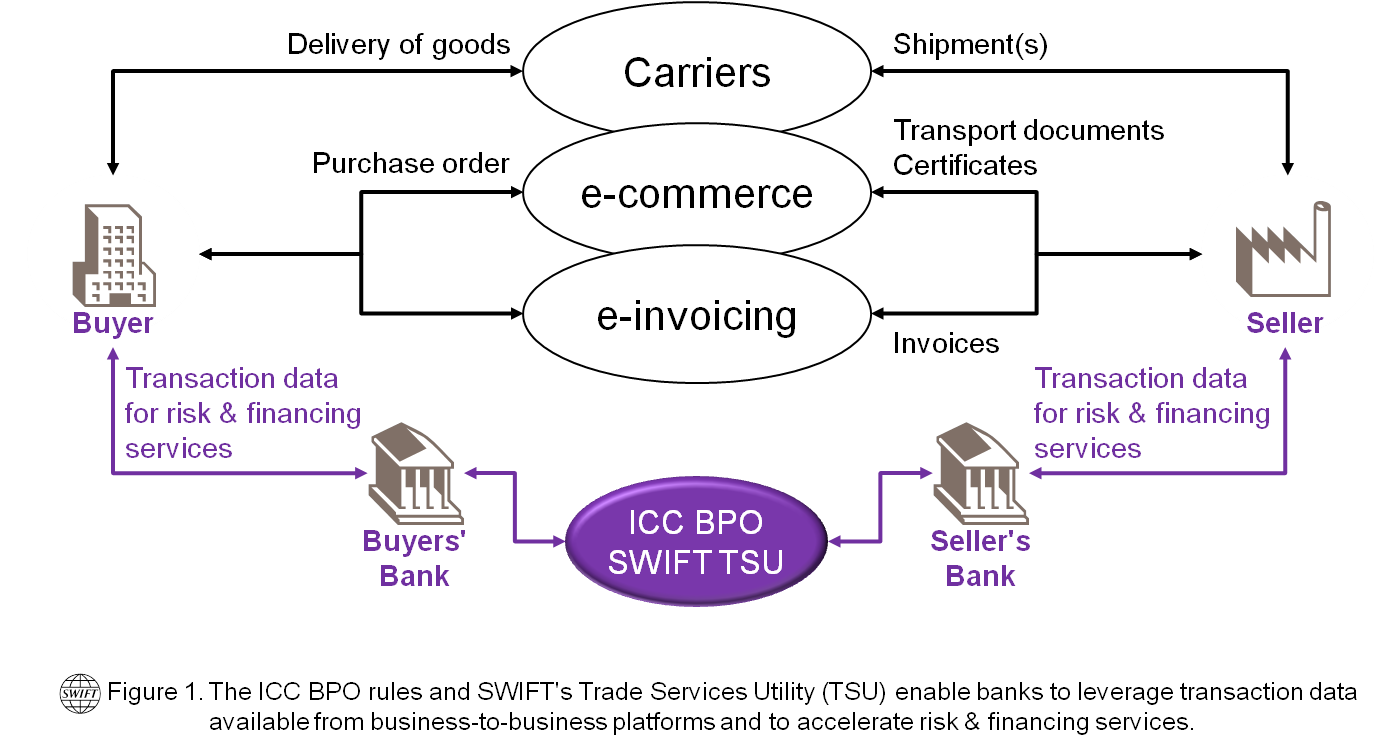 Delivery of goods
Carriers
Shipment(s)
Purchase order
e-commerce
Transport documents
Certificates
e-invoicing
Invoices
Buyer
Seller
Transaction data
for risk & financing
services
Transaction data
for risk & financing
services
Buyers'
Bank
ICC BPO
SWIFT TSU
Seller's
Bank
SWIFT
Figure 1. The ICC BPO rules and SWIFT's Trade Services Utility (TSU) enable banks to leverage transaction data
available from business-to-business platforms and to accelerate risk & financing services.